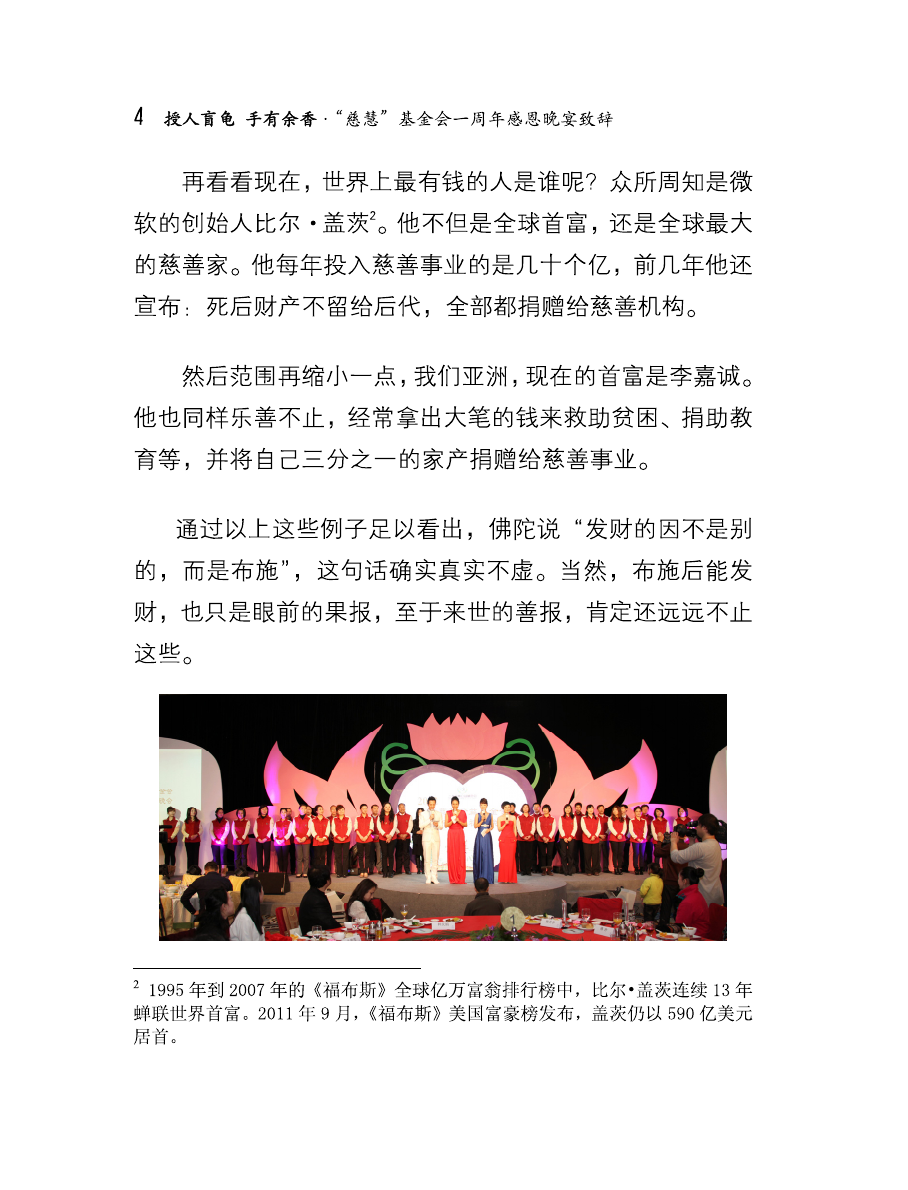 4 授人盲龟 手有余香·“慈慧”基金会一周年感恩晚宴致辞
再看看现在，世界上最有钱的人是谁呢？众所周知是微
软的创始人比尔·盖茨2。他不但是全球首富，还是全球最大
的慈善家。他每年投入慈善事业的是几十个亿，前几年他还
宣布：死后财产不留给后代，全部都捐赠给慈善机构。
然后范围再缩小一点，我们亚洲，现在的首富是李嘉诚。
他也同样乐善不止，经常拿出大笔的钱来救助贫困、捐助教
育等，并将自己三分之一的家产捐赠给慈善事业。
通过以上这些例子足以看出，佛陀说“发财的因不是别
的，而是布施”，这句话确实真实不虚。当然，布施后能发
财，也只是眼前的果报，至于来世的善报，肯定还远远不止
这些。
1
2 1995年到2007年的《福布斯》全球亿万富翁排行榜中，比尔•盖茨连续13年
蝉联世界首富。2011年9月，《福布斯》美国富豪榜发布，盖茨仍以590亿美元
居首。